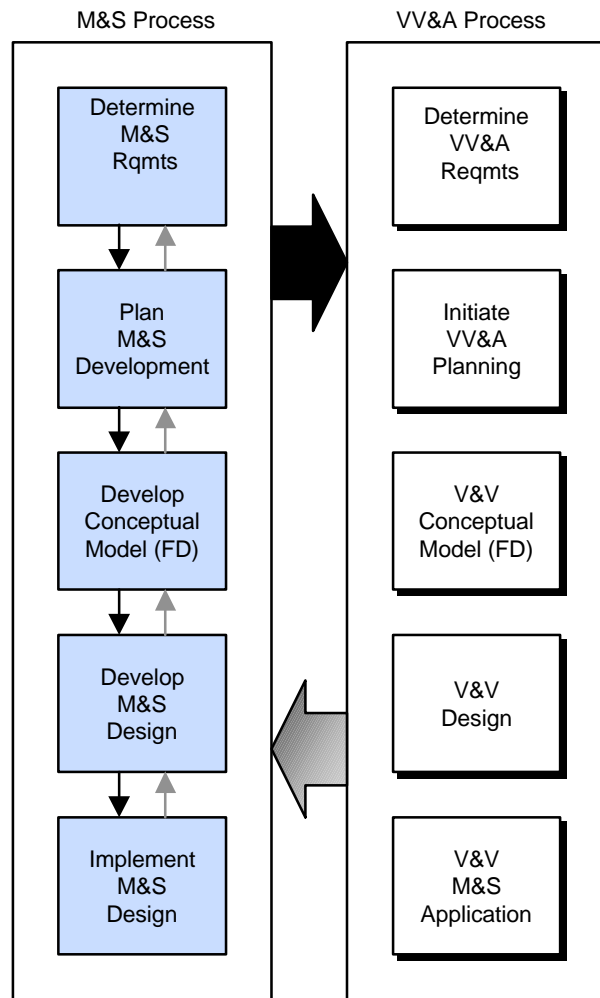 M&S Process
Determine
M&S
Rqmts
Plan
M&S
Development
Develop
Conceptual
Model (FD)
Develop
M&S
Design
Implement
M&S
Design
VV&A Process
Determine
VV&A
Reqmts
Initiate
VV&A
Planning
V&V
Conceptual
Model (FD)
V&V
Design
V&V
M&S
Application